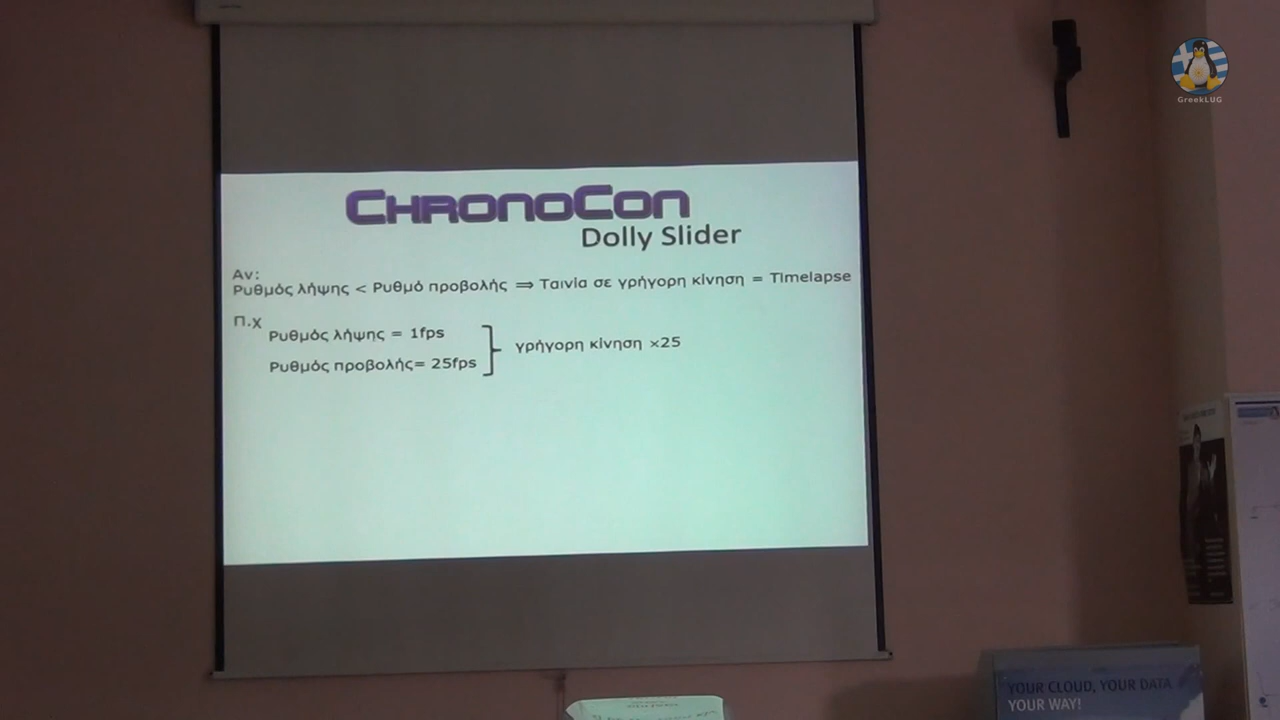 GreekLUG
ChronoCon
Dolly Slider
Αν:
Ρυθμός λήψης < Ρυθμό προβολής ⇒ Ταινία σε γρήγορη κίνηση = Timelapse
Π.χ
Ρυθμός λήψης = 1fps
γρήγορη κίνηση ×25
Ρυθμός προβολής= 25fps
YOUR CLOUD, YOUR DATA
YOUR WAY!